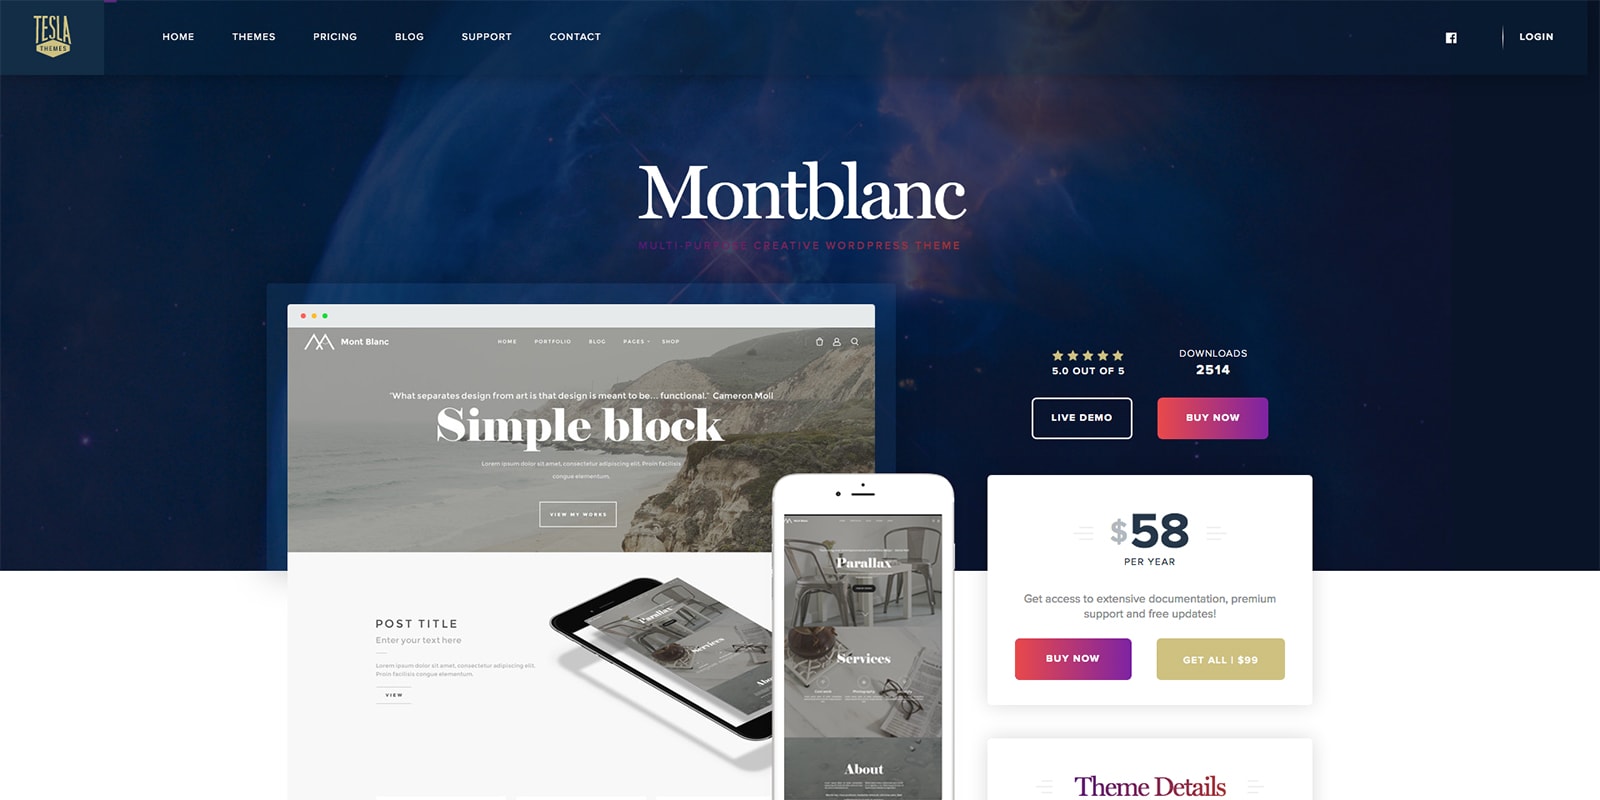 TESLA
THEMES
HOME THEMES PRICING BLOG SUPPORT CONTACT
LOGIN
Montblanc
MULTI-PURPOSE CREATIVE WORDPRESS THEME
Mont Blanc
HOME PORTFOLIO BLOG PAGES SHOP
"What separates design from art is that design is meant to be... functional." Cameron Moll
Simple block
Lorem ipsum dolor sit amet, consectetur adipiscing elit. Proin facilisis
congue elementum.
VIEW MY WORKS
POST TITLE
Enter your text here
Lorem ipsum dolor sit amet, consectetur adipiscing elit.
Proin facilisis congue elementum.
VIEW
Parallax
Services
Mont Blanc
Parallax
Services
Photography
About
5.0 OUT OF 5
DOWNLOADS
2514
LIVE DEMO
BUY NOW
$58
PER YEAR
Get access to extensive documentation, premium
support and free updates!
BUY NOW
GET ALL | $99
Theme Details